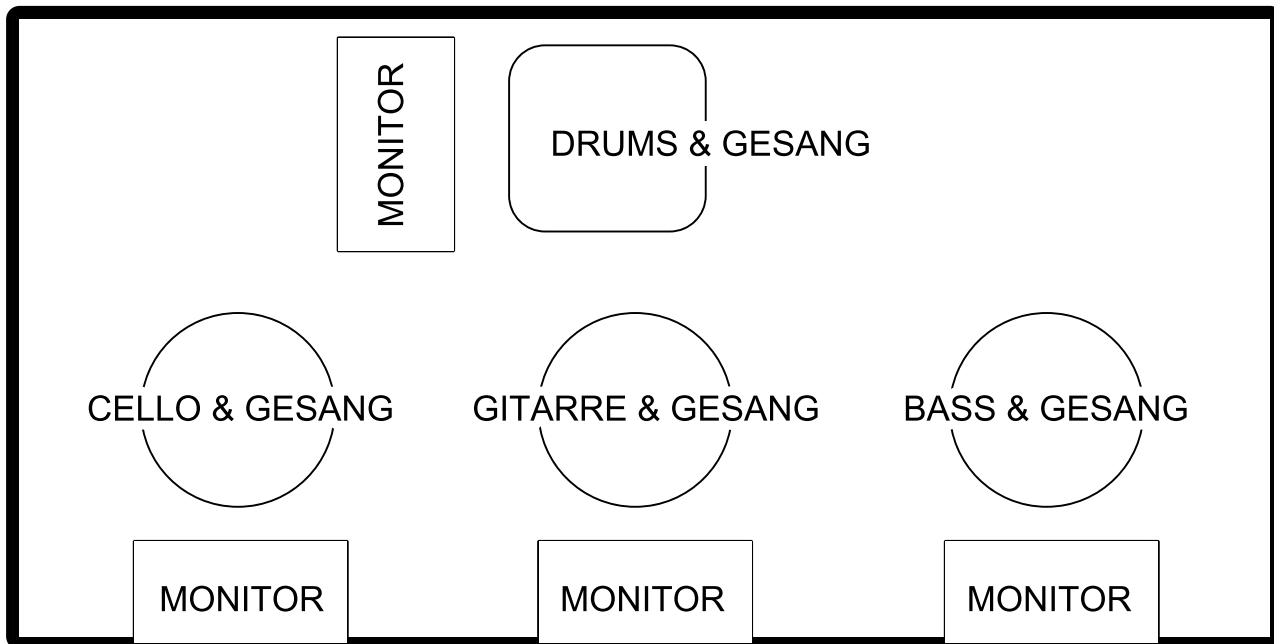 MONITOR
DRUMS & GESANG
CELLO & GESANG
GITARRE & GESANG
BASS & GESANG
MONITOR
MONITOR
MONITOR